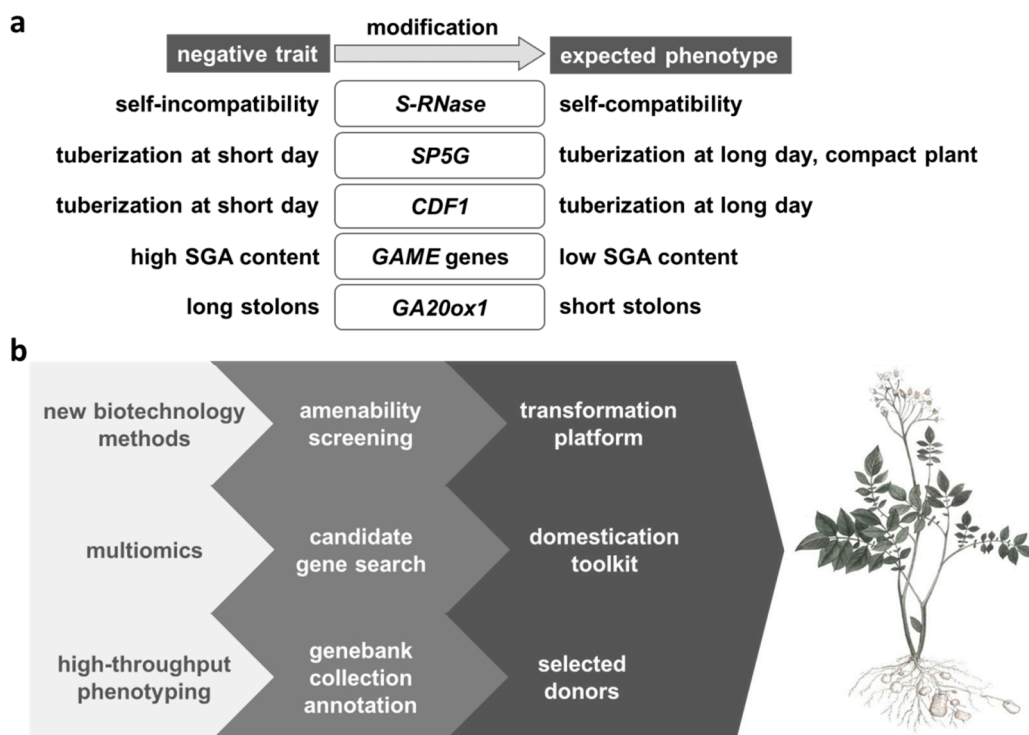 a
modification
negative trait
expected phenotype
self-incompatibility
S-RNase
self-compatibility
tuberization at short day
SP5G
tuberization at long day, compact plant
tuberization at short day
CDF1
tuberization at long day
high SGA content
GAME genes
low SGA content
long stolons
GA20ox1
short stolons
b
new biotechnology
methods
amenability
screening
transformation
platform
multiomics
candidate
gene search
domestication
toolkit
high-throughput
phenotyping
genebank
collection
annotation
selected
donors